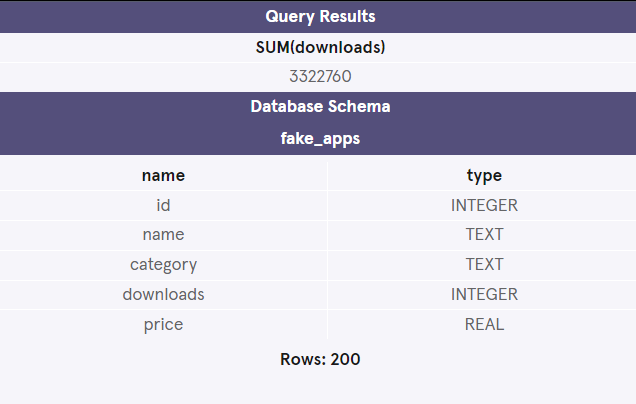 Query Results
SUM(downloads)
3322760
Database Schema
fake_apps
name type
id INTEGER
name TEXT
category TEXT
downloads INTEGER
price REAL
Rows: 200